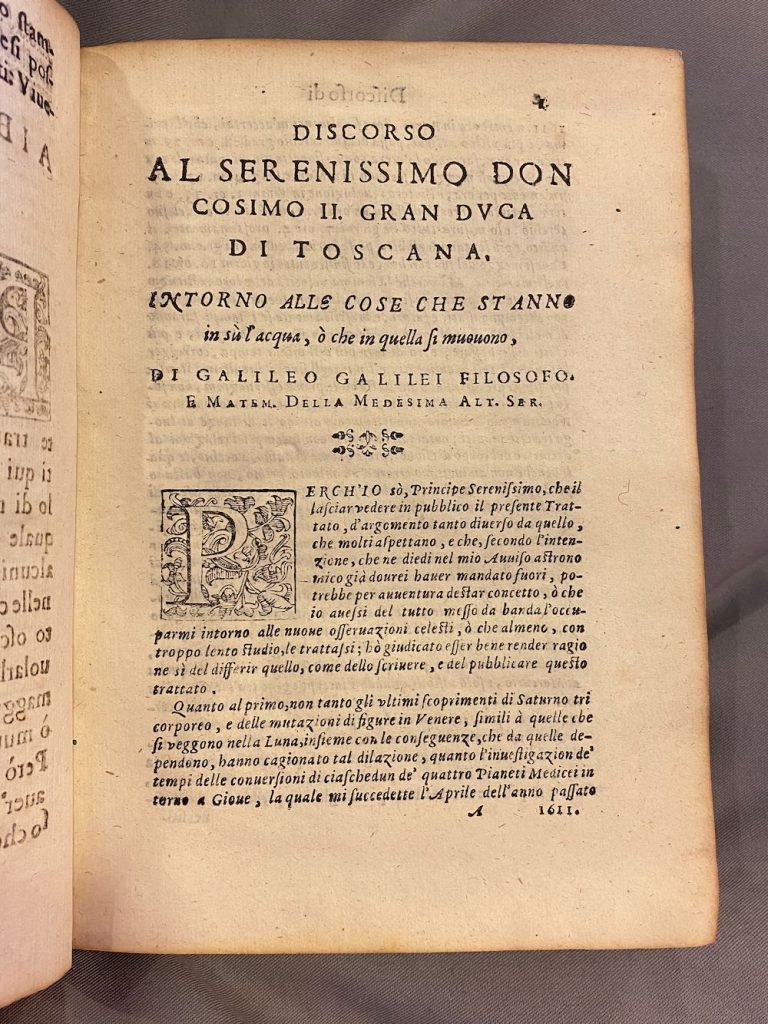 o ſtam-
eſi poſ-
ti: Vine-
DISCORSO
AL SERENISSIMO DON
COSIMO II. GRAN DVCA
DI TOSCANA.
INTORNO ALLE COSE CHE STANNO
in sù l'acqua, ò che in quella ſi muouono,
DI GALILEO GALILEI FILOSOFO.
E MATEM. DELLA MEDESIMA ALT. SER.
PERCH'IO sò, Principe Sereniſsimo, che il
laſciar vedere in pubblico il preſente Trat-
tato, d'argomento tanto diuerſo da quello,
che molti aſpettano, e che, ſecondo l'inten-
zione, che ne diedi nel mio Auuiſo aſtrono
mico già dourei hauer mandato fuori, po-
trebbe per auuentura deſtar concetto, ò che
io aueſsi del tutto meſſo da banda l'occu-
parmi intorno alle nuoue oſſeruazioni celeſti, ò che almeno, con
troppo lento ſtudio, le trattaſsi; hò giudicato eſſer bene render ragio
ne sì del differir quello, come dello ſcriuere, e del pubblicare queſto
trattato.
Quanto al primo, non tanto gli vltimi ſcoprimenti di Saturno tri
corporeo, e delle mutazioni di figure in Venere, ſimili à quelle che
ſi veggono nella Luna, inſieme con le conſeguenze, che da quelle de-
pendono, hanno cagionato tal dilazione, quanto l'inueſtigazion de'
tempi delle conuerſioni di ciaſchedun de' quattro Pianeti Medicei in
torno a Gioue, la quale mi ſuccedette l'Aprile dell'anno paſſato
A 1611.